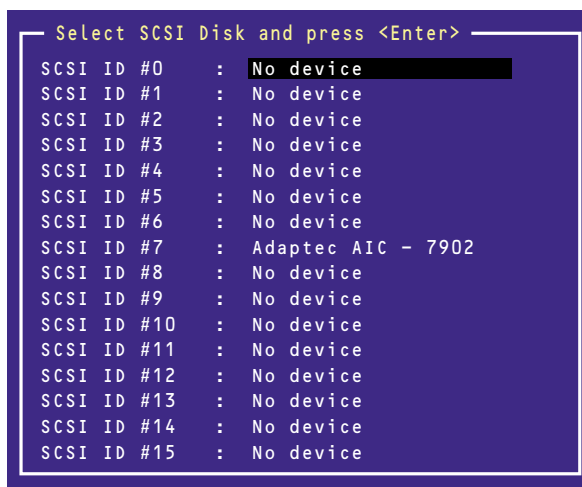 Select SCSI Disk and press <Enter>
SCSI ID #0 : No device
SCSI ID #1 : No device
SCSI ID #2 : No device
SCSI ID #3 : No device
SCSI ID #4 : No device
SCSI ID #5 : No device
SCSI ID #6 : No device
SCSI ID #7 : Adaptec AIC – 7902
SCSI ID #8 : No device
SCSI ID #9 : No device
SCSI ID #10 : No device
SCSI ID #11 : No device
SCSI ID #12 : No device
SCSI ID #13 : No device
SCSI ID #14 : No device
SCSI ID #15 : No device